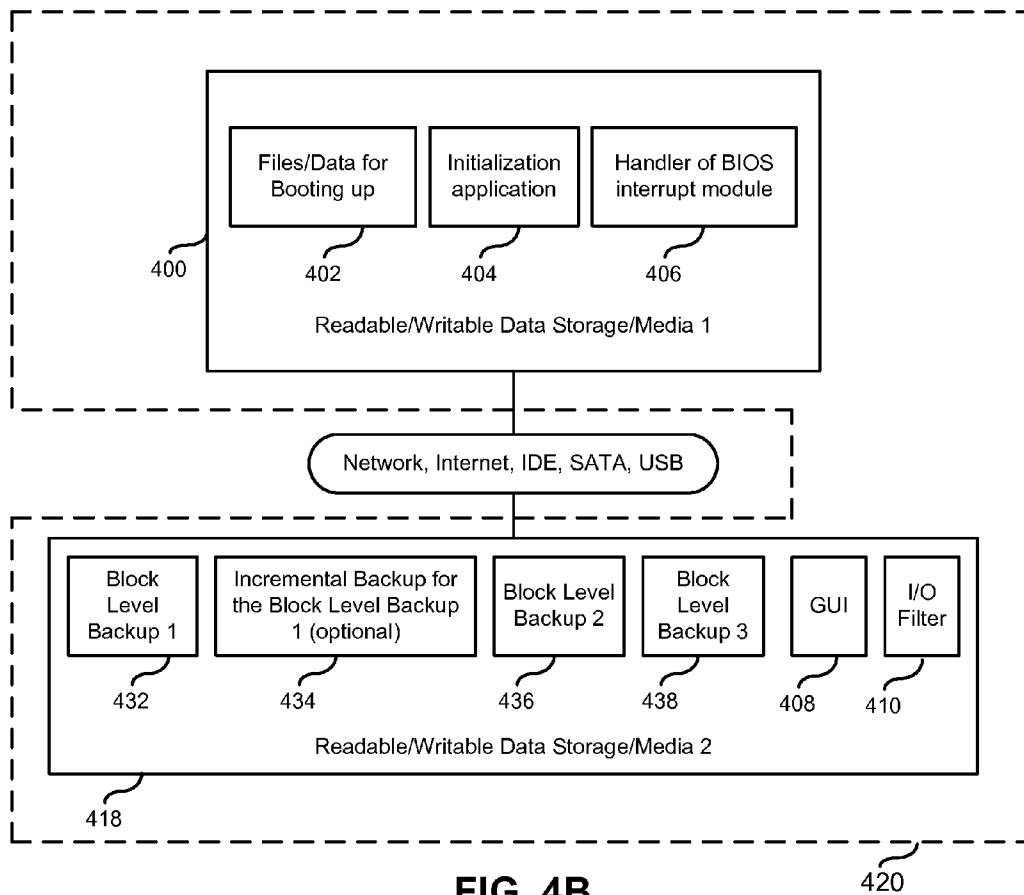 Files/Data for
Booting up
Initialization
application
Handler of BIOS
interrupt module
400
402
404
406
Readable/Writable Data Storage/Media 1
Network, Internet, IDE, SATA, USB
Block
Level
Backup 1
Incremental Backup for
the Block Level Backup
1 (optional)
Block Level
Backup 2
Block
Level
Backup 3
GUI
I/O
Filter
432
434
436
438
408
410
Readable/Writable Data Storage/Media 2
418
420
FIG. 4B